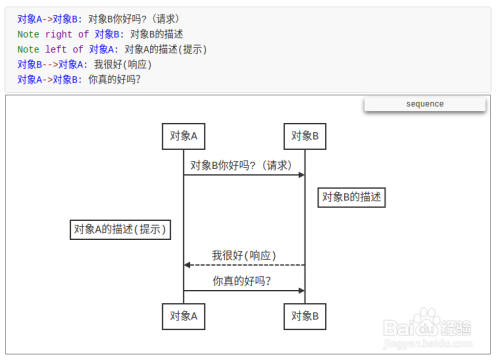 对象A->对象B: 对象B你好吗?（请求）
Note right of 对象B: 对象B的描述
Note left of 对象A: 对象A的描述(提示)
对象B-->对象A: 我很好(响应)
对象A->对象B: 你真的好吗？
sequence
对象A 对象B
对象B你好吗?（请求）
对象B的描述
对象A的描述(提示)
我很好(响应)
你真的好吗？
对象A 对象B
Baidu 经验
jingyan.baidu.com